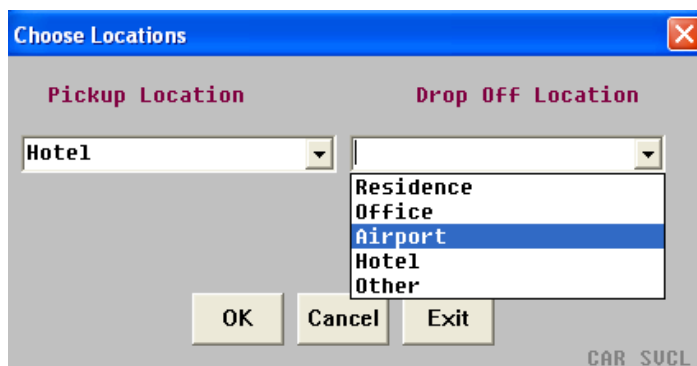 Choose Locations
Pickup Location Drop Off Location
Hotel
Residence
Office
Airport
Hotel
Other
OK Cancel Exit
CAR SVCL